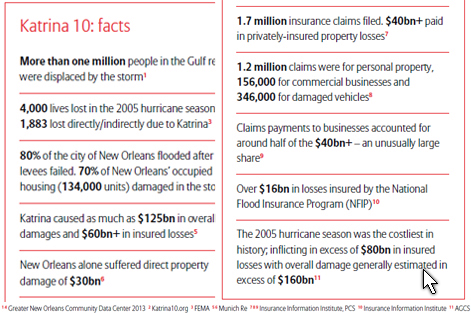 Katrina 10: facts
More than one million people in the Gulf re
were displaced by the storm¹
4,000 lives lost in the 2005 hurricane season
1,883 lost directly/indirectly due to Katrina³
80% of the city of New Orleans flooded after
levees failed. 70% of New Orleans' occupied
housing (134,000 units) damaged in the sto
Katrina caused as much as $125bn in overal
damages and $60bn+ in insured losses⁵
New Orleans alone suffered direct property
damage of $30bn⁶
1.7 million insurance claims filed. $40bn+ paid
in privately-insured property losses⁷
1.2 million claims were for personal property,
156,000 for commercial businesses and
346,000 for damaged vehicles⁸
Claims payments to businesses accounted for
around half of the $40bn+ – an unusually large
share⁹
Over $16bn in losses insured by the National
Flood Insurance Program (NFIP)¹⁰
The 2005 hurricane season was the costliest in
history; inflicting in excess of $80bn in insured
losses with overall damage generally estimated in
excess of $160bn¹¹
¹ ⁴ Greater New Orleans Community Data Center 2013 ² Katrina10.org ³ FEMA ⁵ ⁶ Munich Re ⁷ ⁸ ⁹ Insurance Information Institute, PCS ¹⁰ Insurance Information Institute ¹¹ AGCS